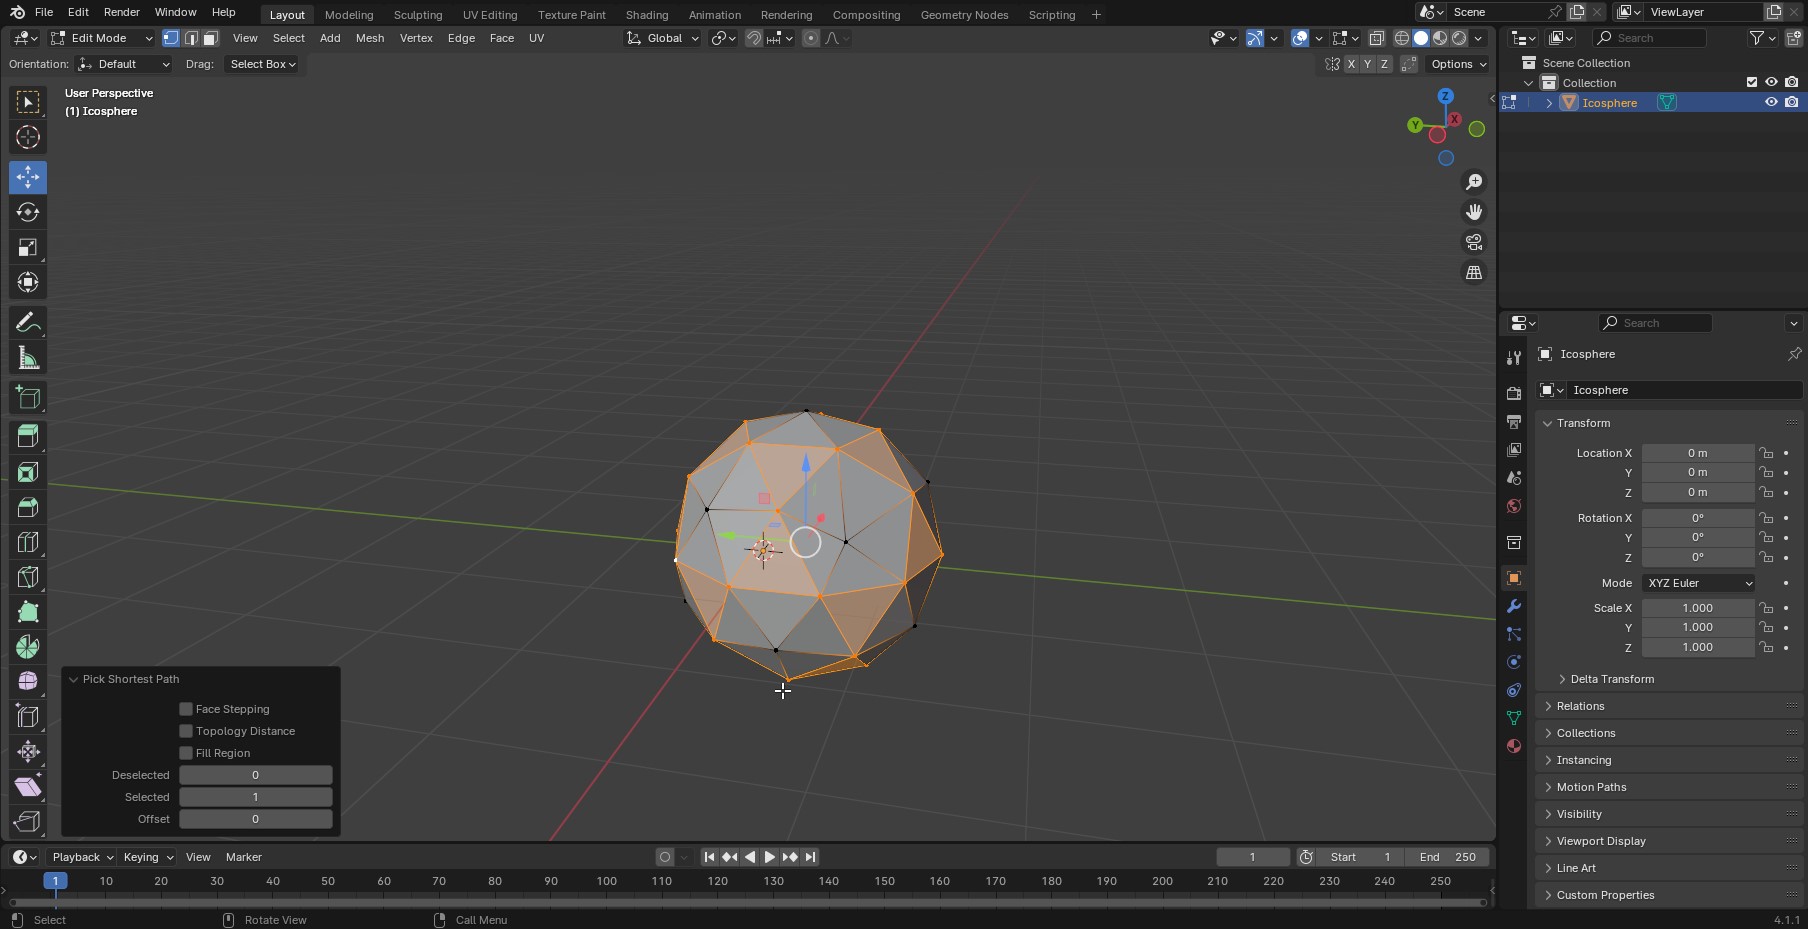 File Edit Render Window Help Layout Modeling Sculpting UV Editing Texture Paint Shading Animation Rendering Compositing Geometry Nodes Scripting + Scene ViewLayer
Edit Mode View Select Add Mesh Vertex Edge Face UV Global Search
Orientation: Default Drag: Select Box X Y Z Options
User Perspective
(1) Icosphere
Z
Y X
Scene Collection
Collection
Icosphere
Search
Icosphere
Icosphere
Transform
Location X 0 m
Y 0 m
Z 0 m
Rotation X 0°
Y 0°
Z 0°
Mode XYZ Euler
Scale X 1.000
Y 1.000
Z 1.000
Delta Transform
Relations
Collections
Instancing
Motion Paths
Visibility
Viewport Display
Line Art
Custom Properties
Pick Shortest Path
Face Stepping
Topology Distance
Fill Region
Deselected 0
Selected 1
Offset 0
Playback Keying View Marker 1 Start 1 End 250
1 10 20 30 40 50 60 70 80 90 100 110 120 130 140 150 160 170 180 190 200 210 220 230 240 250
Select Rotate View Call Menu 4.1.1